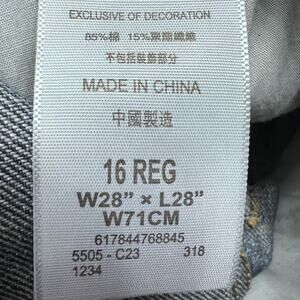 EXCLUSIVE OF DECORATION
85%棉 15%聚酯纖維
不包括裝飾部分
MADE IN CHINA
中國製造
16 REG
W28” × L28”
W71CM
617844768845
5505 - C23 318
1234